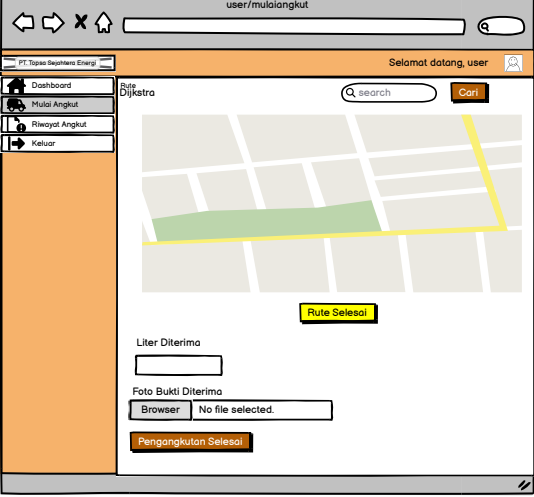 user/mulaiangkut
PT. Tapsa Sejahtera Energi
Selamat datang, user
Dashboard
Mulai Angkut
Riwayat Angkut
Keluar
Rute
Dijkstra
search
Cari
Rute Selesai
Liter Diterima
Foto Bukti Diterima
Browser No file selected.
Pengangkutan Selesai